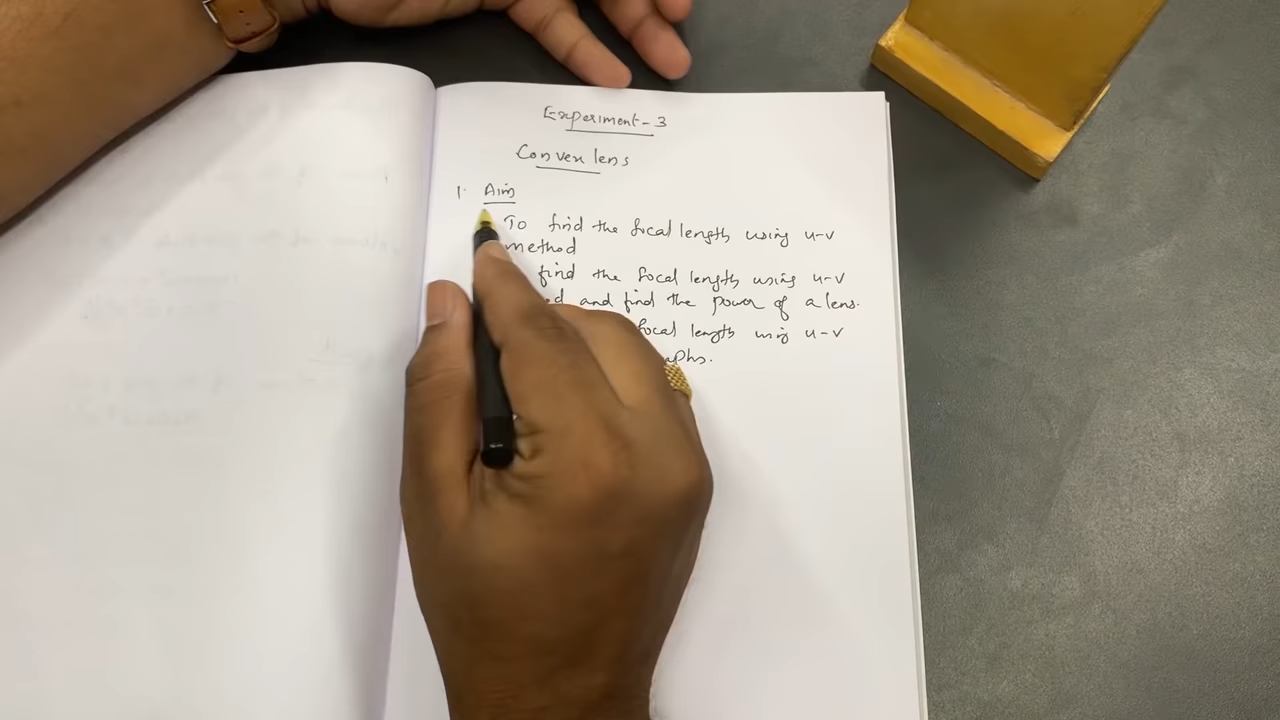 Experiment - 3
Convex lens
1. Aim
To find the focal length using u-v
method
find the focal length using u-v
and find the power of a lens.
focal length using u-v